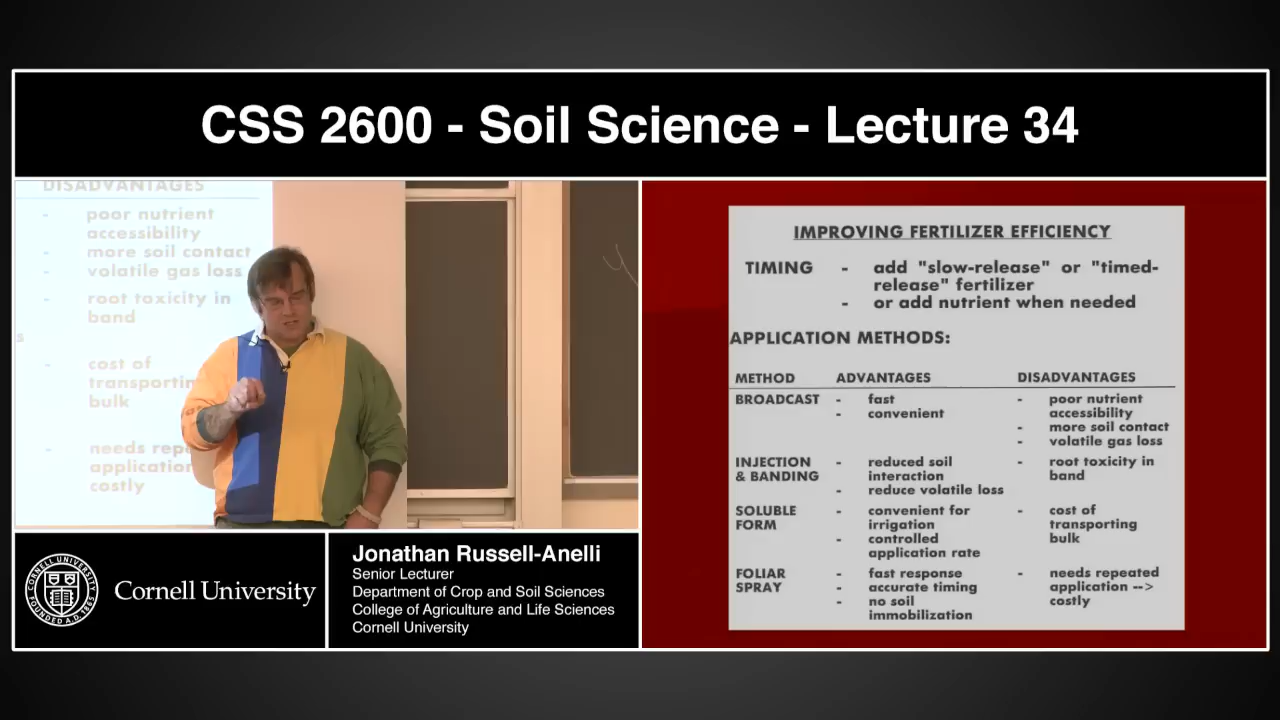 CSS 2600 - Soil Science - Lecture 34
DISADVANTAGES
- poor nutrient
accessibility
- more soil contact
- volatile gas loss
- root toxicity in
band
s
- cost of
transportin
bulk
- needs repe
application
costly
CORNELL UNIVERSITY
FOUNDED A.D. 1865
Cornell University
Jonathan Russell-Anelli
Senior Lecturer
Department of Crop and Soil Sciences
College of Agriculture and Life Sciences
Cornell University
IMPROVING FERTILIZER EFFICIENCY
TIMING - add "slow-release" or "timed-
release" fertilizer
- or add nutrient when needed
APPLICATION METHODS:
METHOD ADVANTAGES DISADVANTAGES
BROADCAST - fast - poor nutrient
- convenient accessibility
- more soil contact
- volatile gas loss
INJECTION - reduced soil - root toxicity in
& BANDING interaction band
- reduce volatile loss
SOLUBLE - convenient for - cost of
FORM irrigation transporting
- controlled bulk
application rate
FOLIAR - fast response - needs repeated
SPRAY - accurate timing application -->
- no soil costly
immobilization